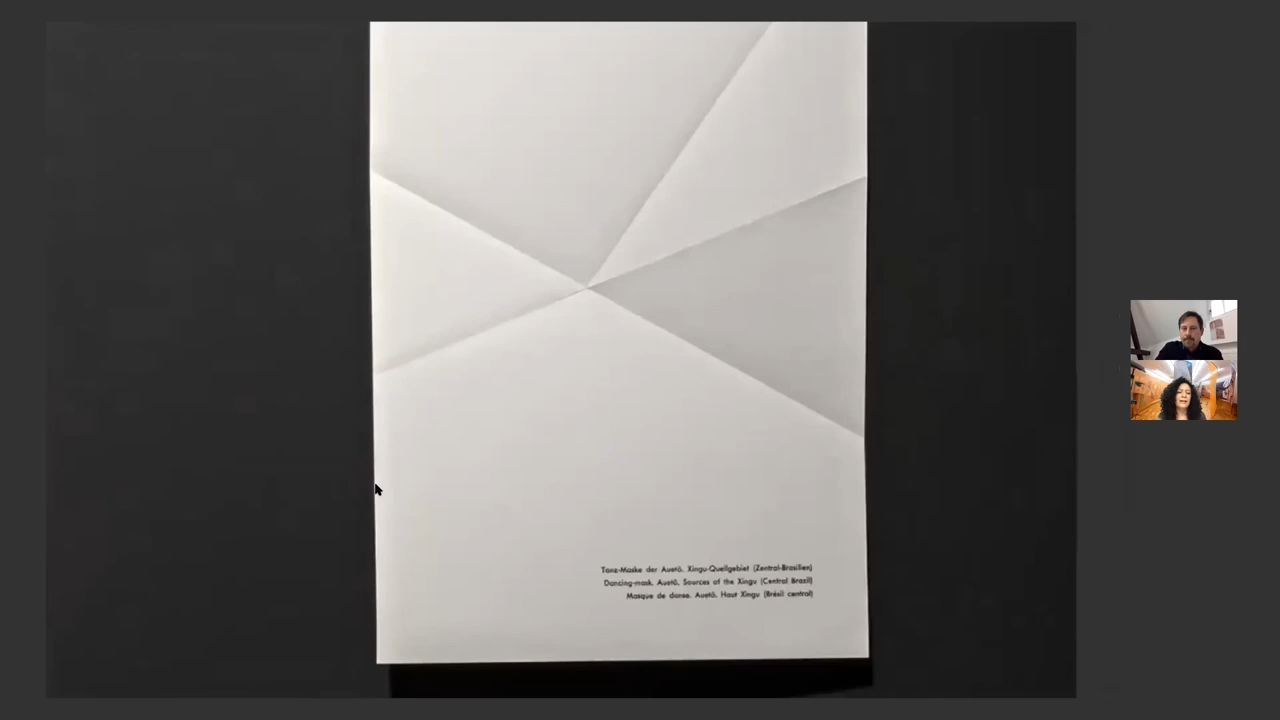 Tanz-Maske der Auetö. Xingu-Quellgebiet (Zentral-Brasilien)
Dancing-mask. Auetö. Sources of the Xingu (Central Brazil)
Masque de danse. Auetö. Haut Xingu (Brésil central)